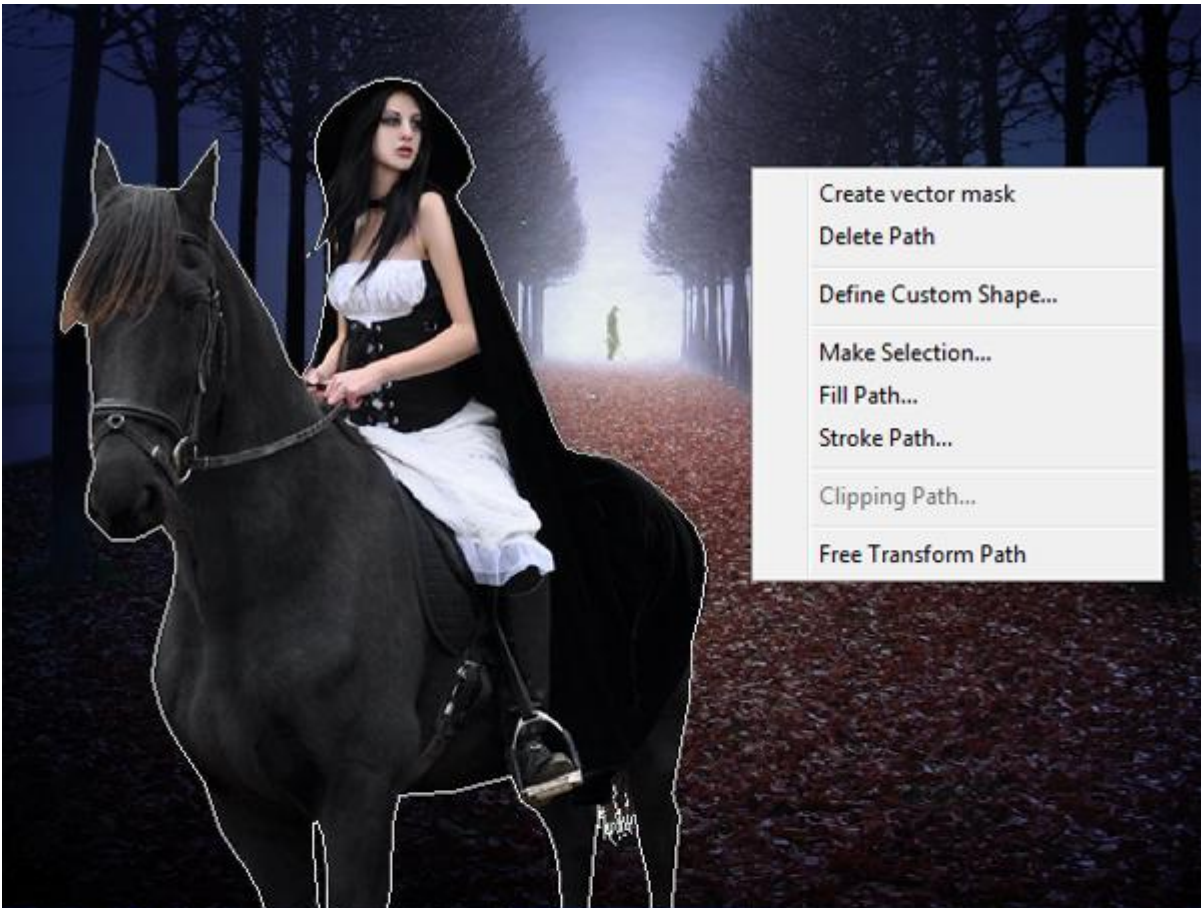 Create vector mask
Delete Path
Define Custom Shape...
Make Selection...
Fill Path...
Stroke Path...
Clipping Path...
Free Transform Path